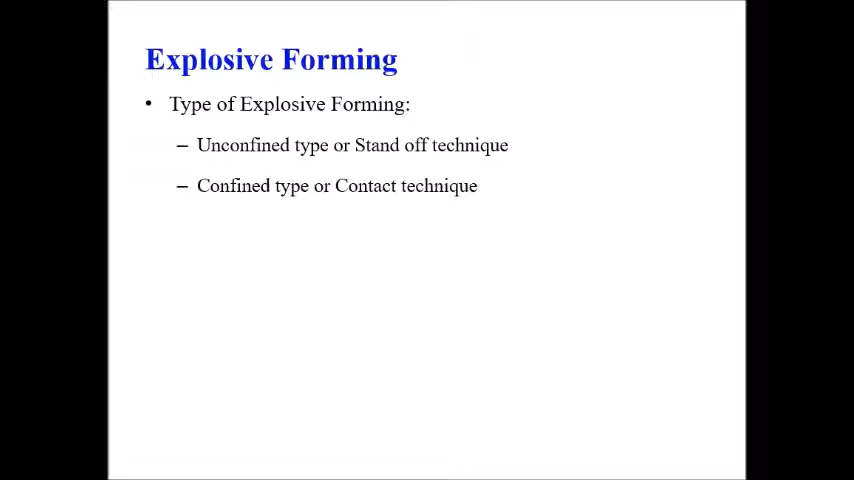 Explosive Forming
• Type of Explosive Forming:
– Unconfined type or Stand off technique
– Confined type or Contact technique